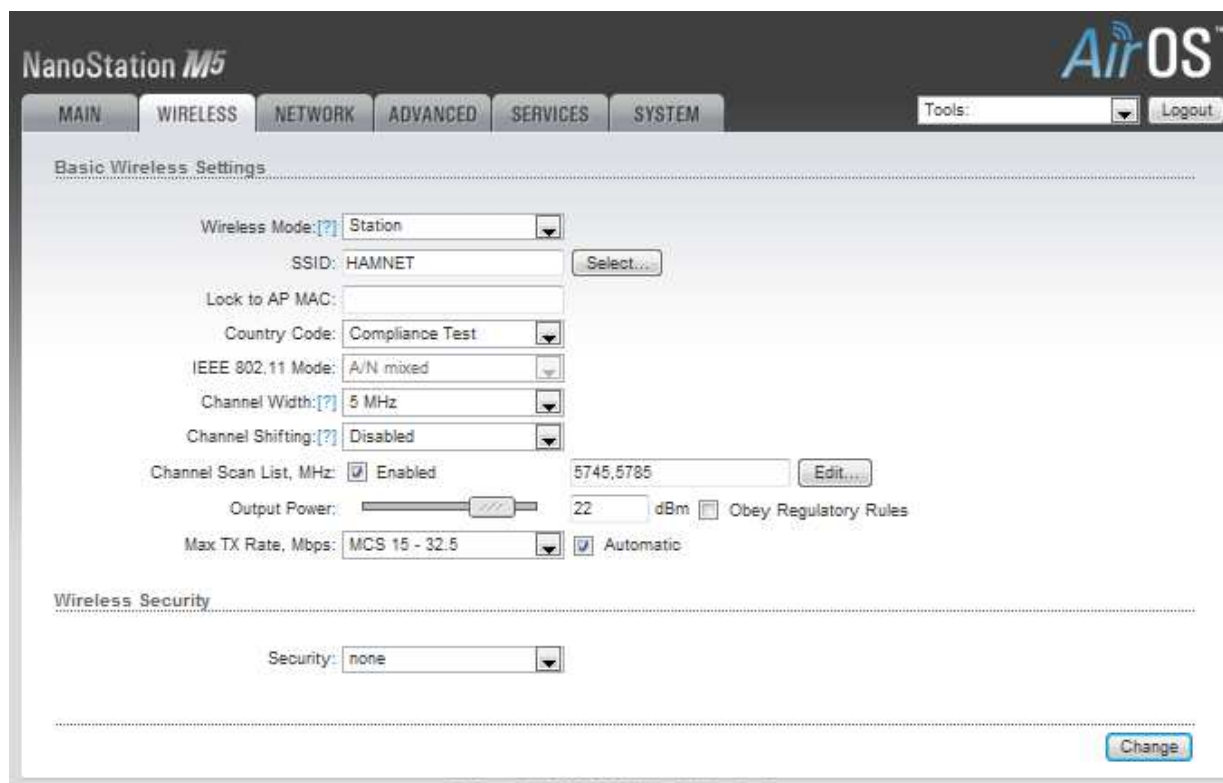 NanoStation M5
AirOS™
MAIN WIRELESS NETWORK ADVANCED SERVICES SYSTEM Tools: Logout
Basic Wireless Settings
Wireless Mode:[?] Station
SSID: HAMNET Select...
Lock to AP MAC:
Country Code: Compliance Test
IEEE 802.11 Mode: A/N mixed
Channel Width:[?] 5 MHz
Channel Shifting:[?] Disabled
Channel Scan List, MHz: Enabled 5745,5785 Edit...
Output Power: 22 dBm Obey Regulatory Rules
Max TX Rate, Mbps: MCS 15 - 32.5 Automatic
Wireless Security
Security: none
Change